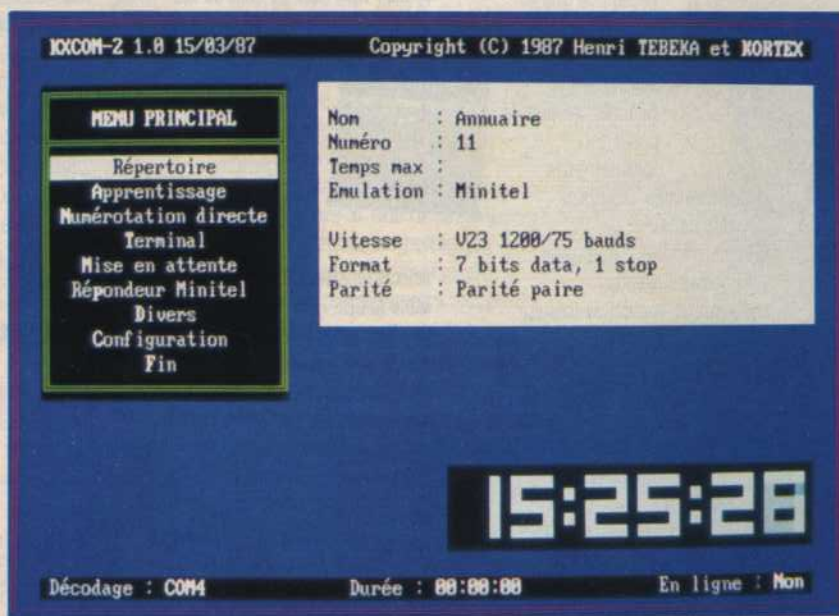 KXCOM-2 1.0 15/03/87 Copyright (C) 1987 Henri TEBEKA et KORTEX
MENU PRINCIPAL
Répertoire
Apprentissage
Numérotation directe
Terminal
Mise en attente
Répondeur Minitel
Divers
Configuration
Fin
Nom : Annuaire
Numéro : 11
Temps max :
Emulation : Minitel
Vitesse : V23 1200/75 bauds
Format : 7 bits data, 1 stop
Parité : Parité paire
15:25:28
Décodage : COM4 Durée : 00:00:00 En ligne : Non